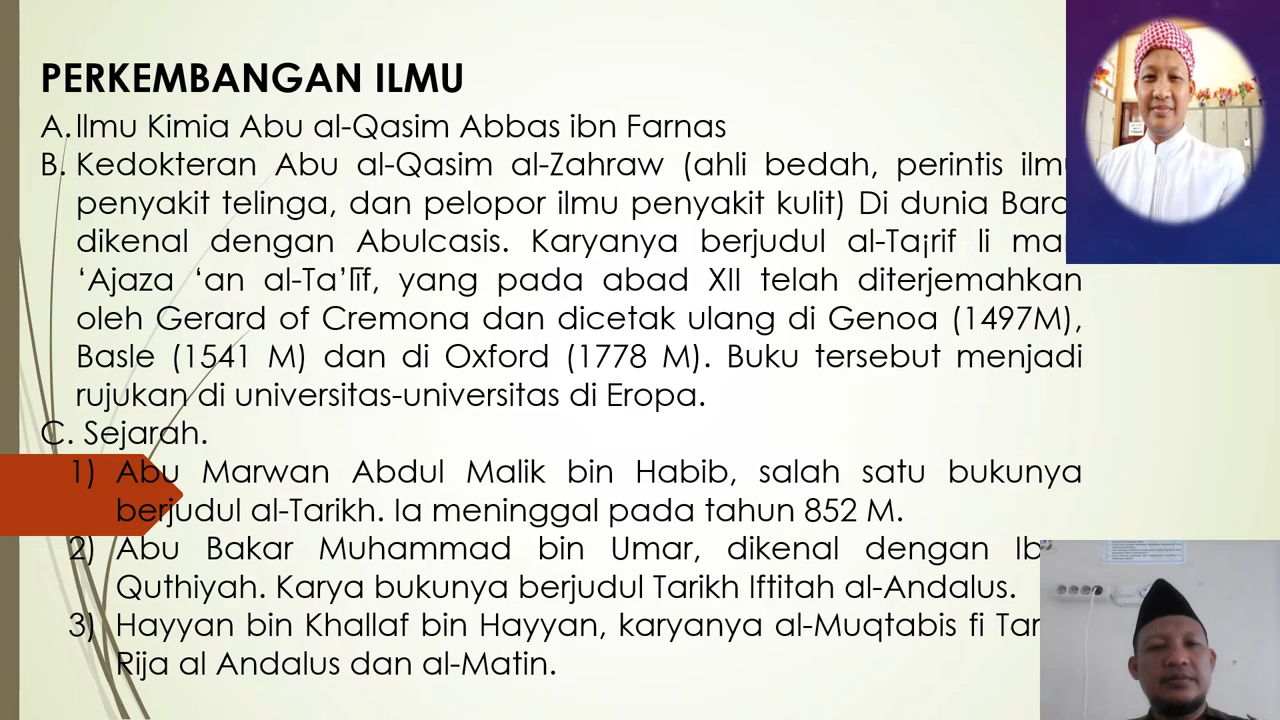 PERKEMBANGAN ILMU
A. Ilmu Kimia Abu al-Qasim Abbas ibn Farnas
B. Kedokteran Abu al-Qasim al-Zahraw (ahli bedah, perintis ilmu
penyakit telinga, dan pelopor ilmu penyakit kulit) Di dunia Barat
dikenal dengan Abulcasis. Karyanya berjudul al-Ta¡rif li man
‘Ajaza ‘an al-Ta’līf, yang pada abad XII telah diterjemahkan
oleh Gerard of Cremona dan dicetak ulang di Genoa (1497M),
Basle (1541 M) dan di Oxford (1778 M). Buku tersebut menjadi
rujukan di universitas-universitas di Eropa.
C. Sejarah.
1) Abu Marwan Abdul Malik bin Habib, salah satu bukunya
berjudul al-Tarikh. Ia meninggal pada tahun 852 M.
2) Abu Bakar Muhammad bin Umar, dikenal dengan Ib
Quthiyah. Karya bukunya berjudul Tarikh Iftitah al-Andalus.
3) Hayyan bin Khallaf bin Hayyan, karyanya al-Muqtabis fi Tar
Rija al Andalus dan al-Matin.